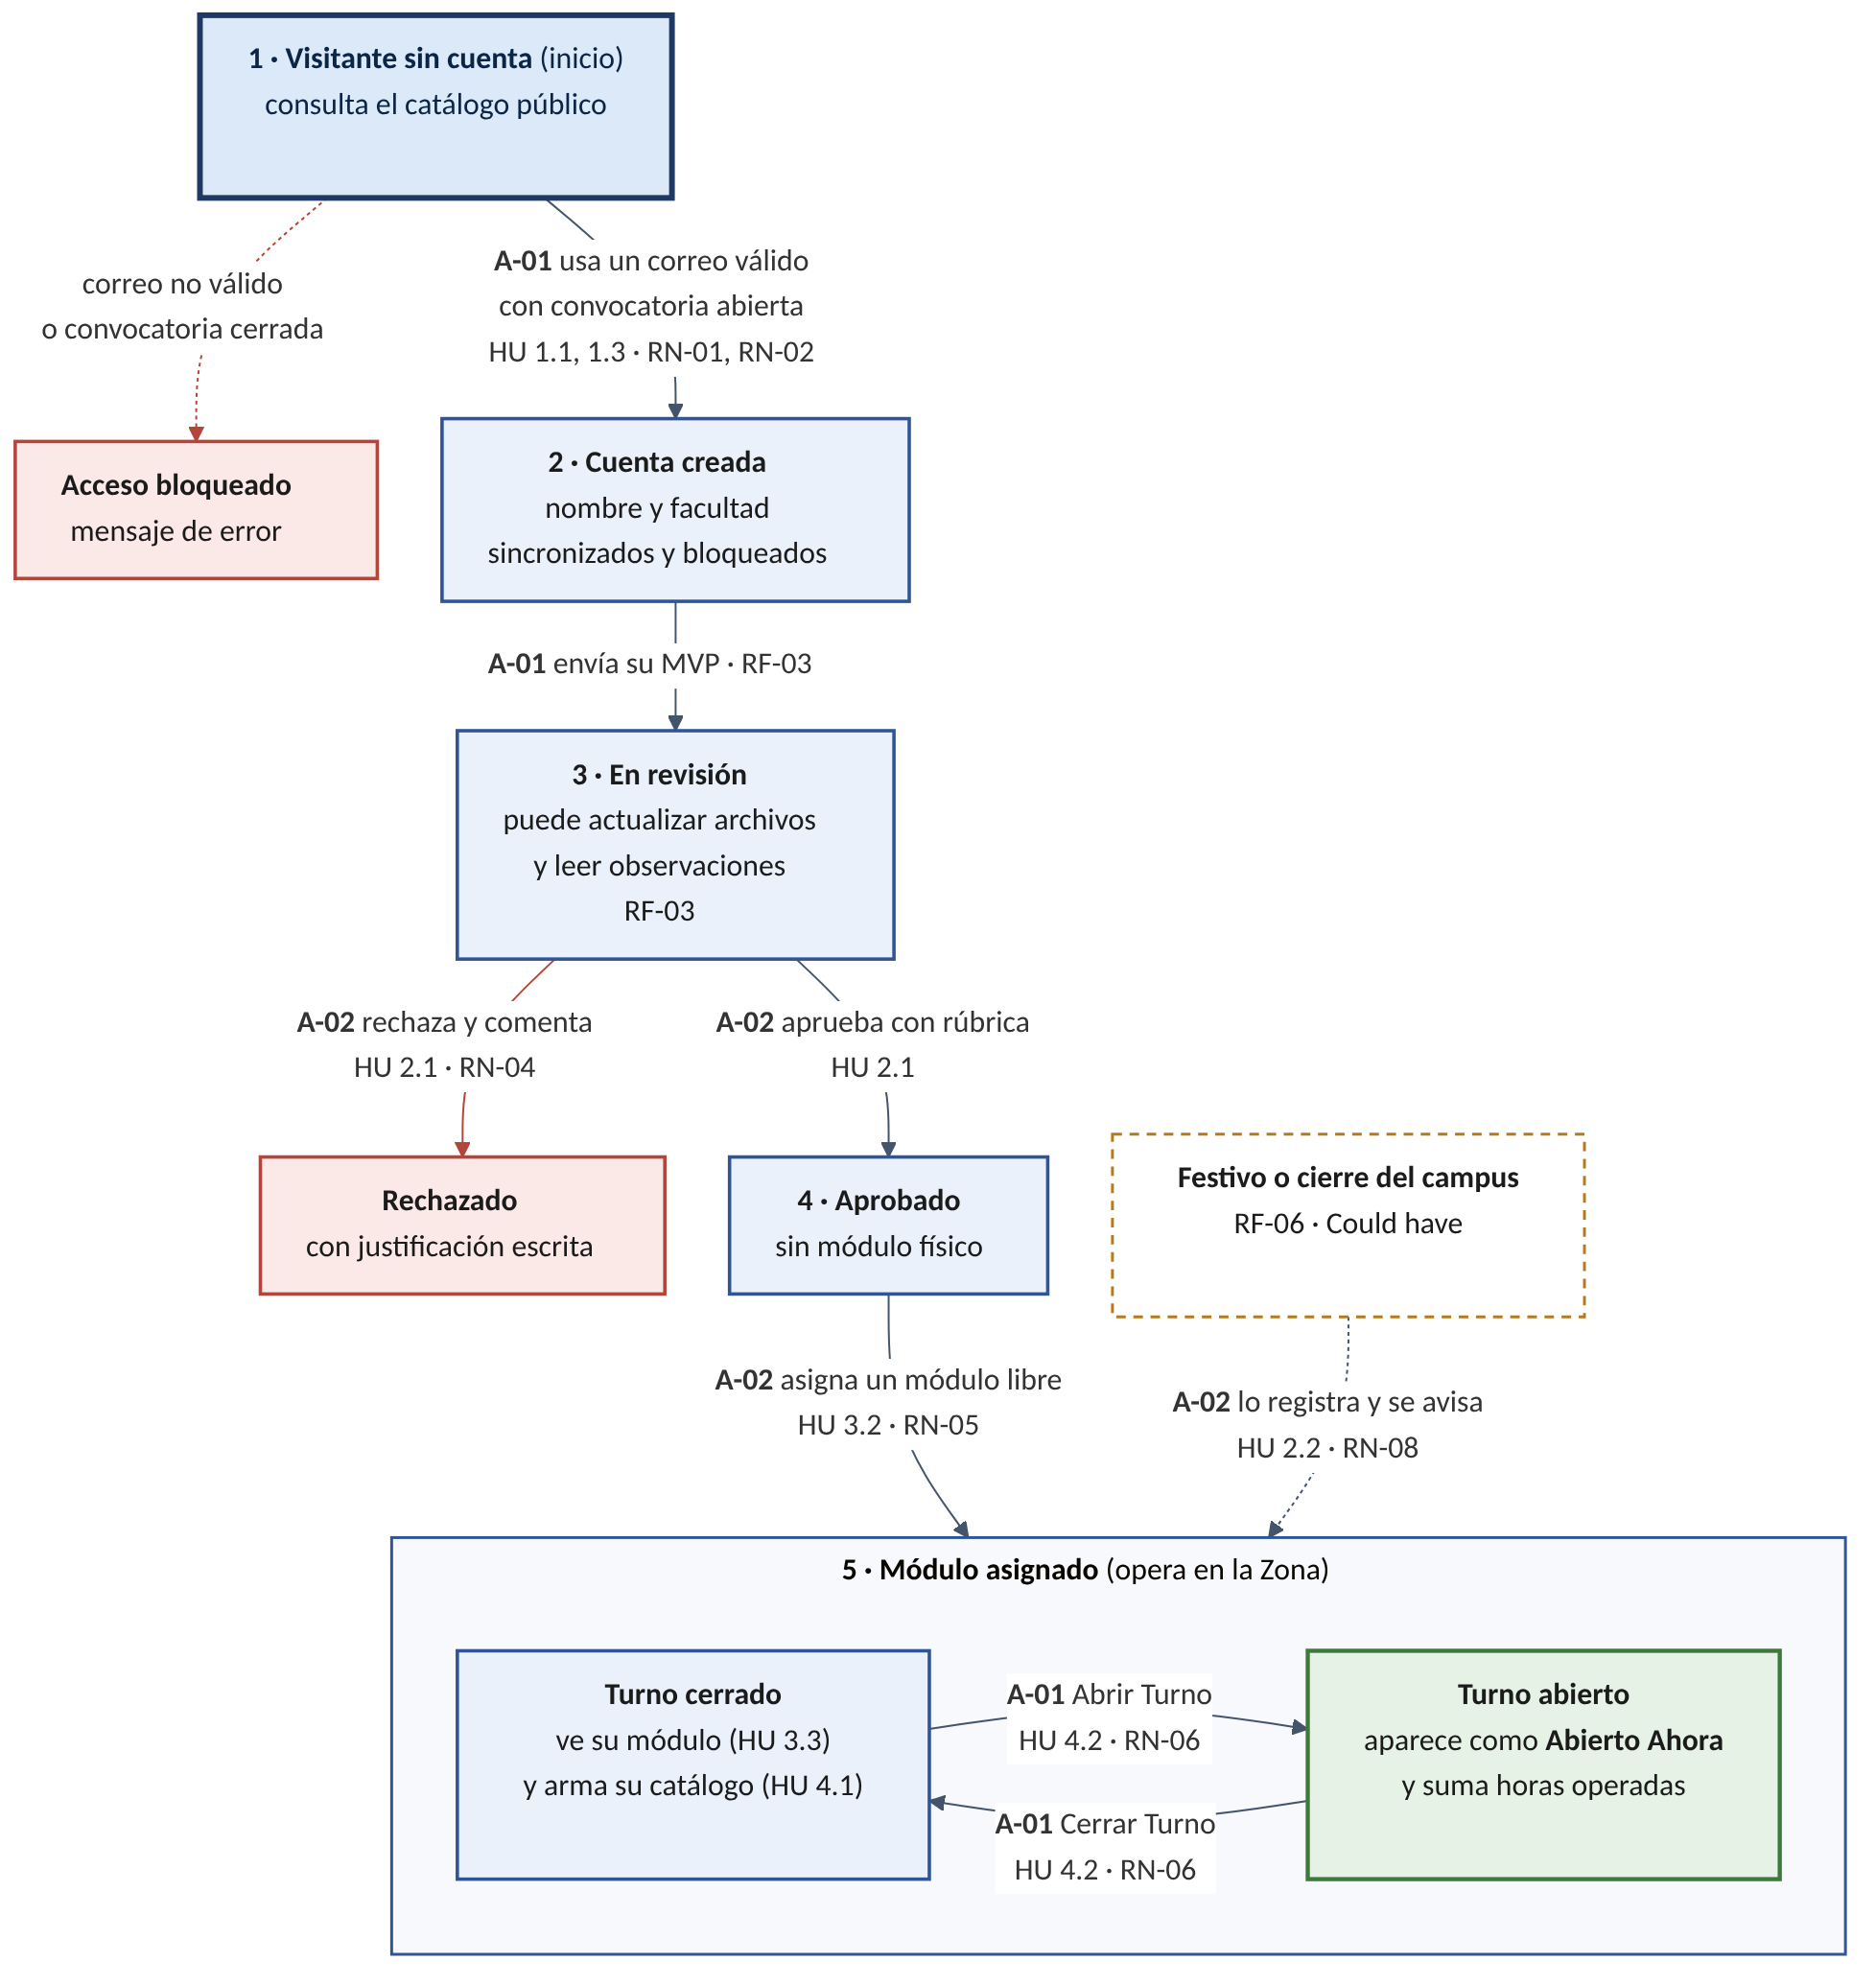 1 · Visitante sin cuenta (inicio)
consulta el catálogo público
correo no válido
o convocatoria cerrada
A-01 usa un correo válido
con convocatoria abierta
HU 1.1, 1.3 · RN-01, RN-02
Acceso bloqueado
mensaje de error
2 · Cuenta creada
nombre y facultad
sincronizados y bloqueados
A-01 envía su MVP · RF-03
3 · En revisión
puede actualizar archivos
y leer observaciones
RF-03
A-02 rechaza y comenta
HU 2.1 · RN-04
A-02 aprueba con rúbrica
HU 2.1
Rechazado
con justificación escrita
4 · Aprobado
sin módulo físico
Festivo o cierre del campus
RF-06 · Could have
A-02 asigna un módulo libre
HU 3.2 · RN-05
A-02 lo registra y se avisa
HU 2.2 · RN-08
5 · Módulo asignado (opera en la Zona)
Turno cerrado
ve su módulo (HU 3.3)
y arma su catálogo (HU 4.1)
A-01 Abrir Turno
HU 4.2 · RN-06
A-01 Cerrar Turno
HU 4.2 · RN-06
Turno abierto
aparece como Abierto Ahora
y suma horas operadas